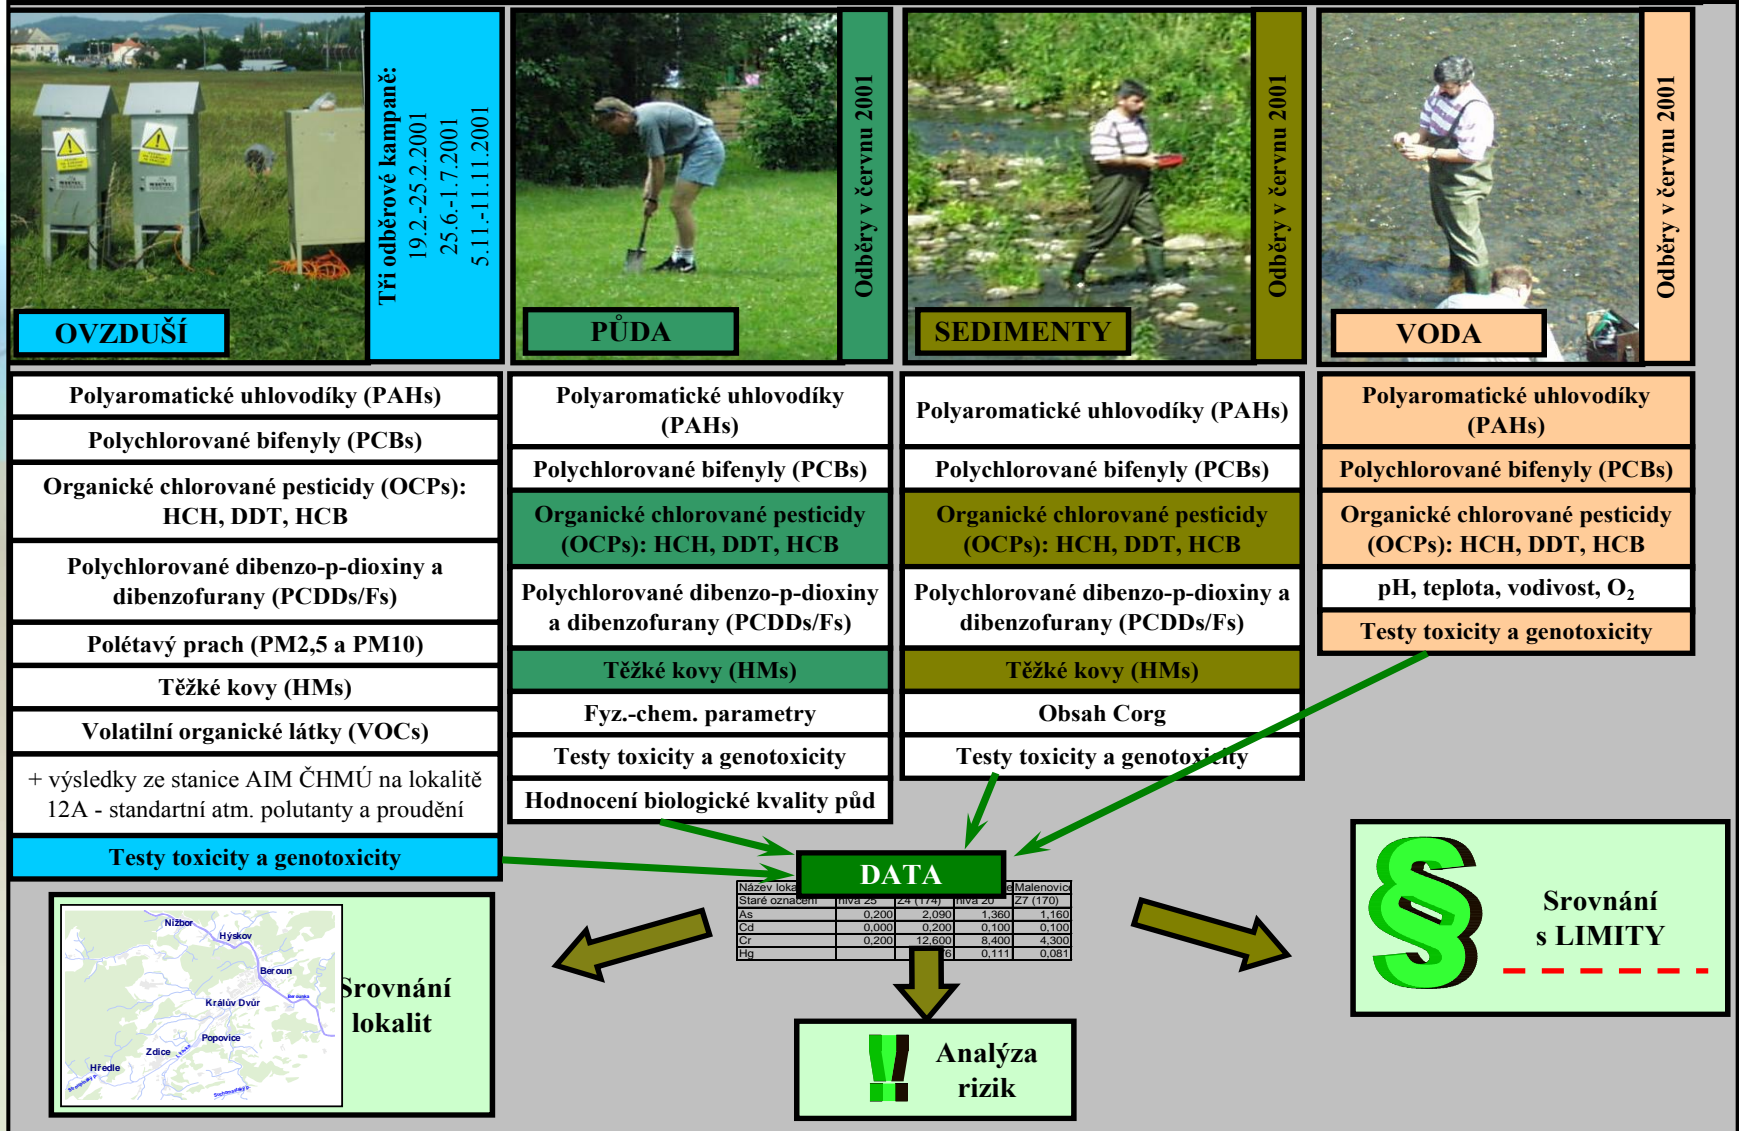 Tři odběrové kampaně:
19.2.-25.2.2001
25.6.-1.7.2001
5.11.-11.11.2001
OVZDUŠÍ
Polyaromatické uhlovodíky (PAHs)
Polychlorované bifenyly (PCBs)
Organické chlorované pesticidy (OCPs):
HCH, DDT, HCB
Polychlorované dibenzo-p-dioxiny a
dibenzofurany (PCDDs/Fs)
Polétavý prach (PM2,5 a PM10)
Těžké kovy (HMs)
Volatilní organické látky (VOCs)
+ výsledky ze stanice AIM ČHMÚ na lokalitě
12A - standartní atm. polutanty a proudění
Testy toxicity a genotoxicity
Odběry v červnu 2001
PŮDA
Polyaromatické uhlovodíky
(PAHs)
Polychlorované bifenyly (PCBs)
Organické chlorované pesticidy
(OCPs): HCH, DDT, HCB
Polychlorované dibenzo-p-dioxiny
a dibenzofurany (PCDDs/Fs)
Těžké kovy (HMs)
Fyz.-chem. parametry
Testy toxicity a genotoxicity
Hodnocení biologické kvality půd
Odběry v červnu 2001
SEDIMENTY
Polyaromatické uhlovodíky (PAHs)
Polychlorované bifenyly (PCBs)
Organické chlorované pesticidy
(OCPs): HCH, DDT, HCB
Polychlorované dibenzo-p-dioxiny a
dibenzofurany (PCDDs/Fs)
Těžké kovy (HMs)
Obsah Corg
Testy toxicity a genotoxicity
Odběry v červnu 2001
VODA
Polyaromatické uhlovodíky
(PAHs)
Polychlorované bifenyly (PCBs)
Organické chlorované pesticidy
(OCPs): HCH, DDT, HCB
pH, teplota, vodivost, O₂
Testy toxicity a genotoxicity
DATA
Název loka Malenovic
Staré označení niva 25 Z4 (174) niva 20 Z7 (170)
As 0,200 2,090 1,360 1,160
Cd 0,000 0,200 0,100 0,100
Cr 0,200 12,600 8,400 4,300
Hg 0,111 0,081
Nižbor
Hýskov
Beroun
Berounka
Králův Dvůr
Popovice
Zdice
Hředle
Srovnání
lokalit
!!
Analýza
rizik
§
Srovnání
s LIMITY